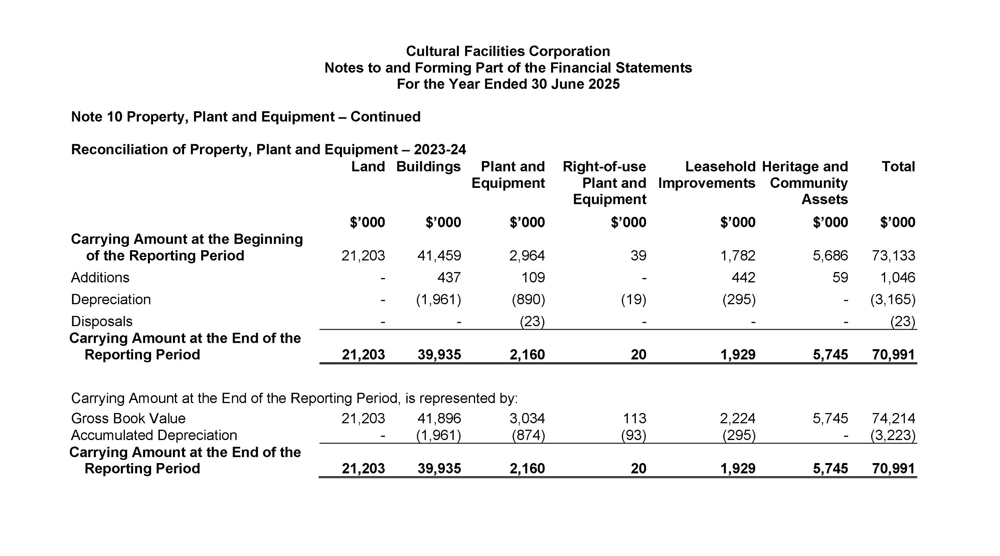 Cultural Facilities Corporation
Notes to and Forming Part of the Financial Statements
For the Year Ended 30 June 2025
Note 10 Property, Plant and Equipment – Continued
Reconciliation of Property, Plant and Equipment – 2023-24
Land Buildings Plant and Right-of-use Leasehold Heritage and Total
Equipment Plant and Improvements Community
Equipment Assets
$’000 $’000 $’000 $’000 $’000 $’000 $’000
Carrying Amount at the Beginning
of the Reporting Period 21,203 41,459 2,964 39 1,782 5,686 73,133
Additions - 437 109 - 442 59 1,046
Depreciation - (1,961) (890) (19) (295) - (3,165)
Disposals - - (23) - - - (23)
Carrying Amount at the End of the
Reporting Period 21,203 39,935 2,160 20 1,929 5,745 70,991
Carrying Amount at the End of the Reporting Period, is represented by:
Gross Book Value 21,203 41,896 3,034 113 2,224 5,745 74,214
Accumulated Depreciation - (1,961) (874) (93) (295) - (3,223)
Carrying Amount at the End of the
Reporting Period 21,203 39,935 2,160 20 1,929 5,745 70,991